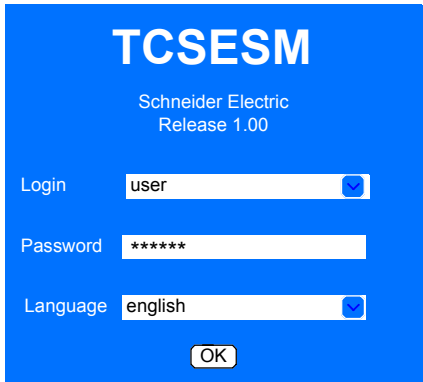 TCSESM
Schneider Electric
Release 1.00
Login user
Password ******
Language english
OK